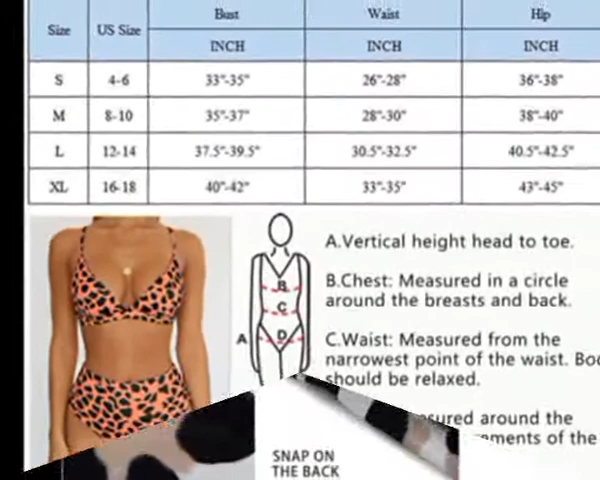 Size US Size Bust Waist Hip
INCH INCH INCH
S 4-6 33"-35" 26"-28" 36"-38"
M 8-10 35"-37" 28"-30" 38"-40"
L 12-14 37.5"-39.5" 30.5"-32.5" 40.5"-42.5"
XL 16-18 40"-42" 33"-35" 43"-45"
A
B
C
D
A.Vertical height head to toe.
B.Chest: Measured in a circle
around the breasts and back.
C.Waist: Measured from the
narrowest point of the waist.
should be relaxed.
around the
of the
SNAP ON
THE BACK